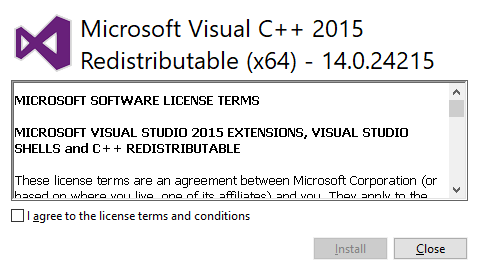 Microsoft Visual C++ 2015
Redistributable (x64) - 14.0.24215
MICROSOFT SOFTWARE LICENSE TERMS
MICROSOFT VISUAL STUDIO 2015 EXTENSIONS, VISUAL STUDIO
SHELLS and C++ REDISTRIBUTABLE
These license terms are an agreement between Microsoft Corporation (or
based on where you live, one of its affiliates) and you. They apply to the
I agree to the license terms and conditions
Install
Close